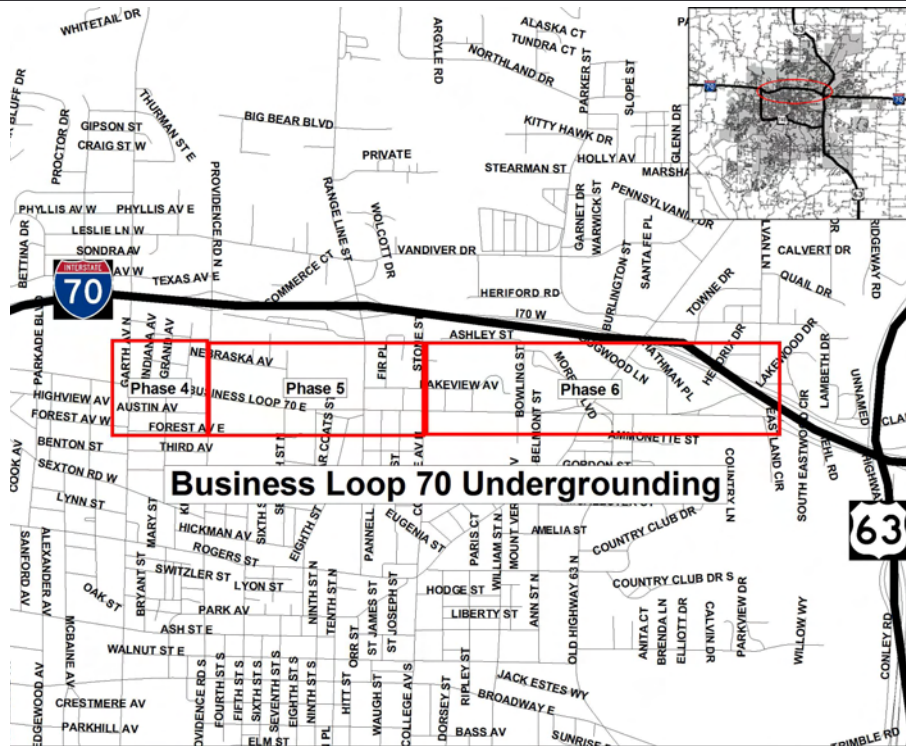 WHITETAIL DR
ARGYLE RD
ALASKA CT
TUNDRA CT
NORTHLAND DR
PARKER ST
SLOPE ST
63
70
70
63
BLUFF DR
PROCTOR DR
THURMAN ST E
GIPSON ST
CRAIG ST W
BIG BEAR BLVD
KITTY HAWK DR
GLENN DR
PRIVATE
HOLLY AV
STEARMAN ST
MARSHA
PROVIDENCE RD N
RANGE LINE ST
WOLCOTT DR
GARNET DR
WARWICK ST
PENNSYLVANIA DR
PHYLLIS AV W
PHYLLIS AV E
LESLIE LN W
SONDRA AV
BETTINA DR
VANDIVER DR
BURLINGTON ST
SANTA FE PL
CALVERT DR
RIDGEWAY RD
QUAIL DR
TOWNE DR
INTERSTATE
70
AV W
TEXAS AV E
COMMERCE CT
HERIFORD RD
I70 W
ASHLEY ST
PARKADE BLVD
GARTH AV N
INDIANA AV
GRAND AV
NEBRASKA AV
FIR PL
HATHMAN PL
LAKEWOOD DR
LAMBETH DR
UNNAMED
Phase 4
BUSINESS LOOP 70 E
Phase 5
LAKEVIEW AV
BOWLING ST
Phase 6
HIGHVIEW AV
AUSTIN AV
FOREST AV W
FOREST AV E
THIRD AV
BENTON ST
SEXTON RD W
COOK AV
BELMONT ST
AMMONETTE ST
GORDON ST
EASTLAND CIR
SOUTH EASTWOOD CIR
Business Loop 70 Undergrounding
LYNN ST
MARY ST
HICKMAN AV
ROGERS ST
SWITZLER ST
LYON ST
EIGHTH ST
PANNELL
EUGENIA ST
PARIS CT
WILLIAM ST N
AMELIA ST
COUNTRY CLUB DR
COUNTRY LN
63
SANFORD AV
ALEXANDER AV
OAK ST
BRYANT ST
PARK AV
NINTH ST N
TENTH ST N
ST JAMES ST
ST JOSEPH ST
HODGE ST
LIBERTY ST
ANN ST N
OLD HIGHWAY 63 N
COUNTRY CLUB DR S
ANITA CT
BRENDA LN
ELLIOTT DR
CALVIN DR
PARKVIEW DR
WILLOW WY
CONLEY RD
ASH ST E
WALNUT ST E
MCBAINE AV
EDGEWOOD AV
CRESTMERE AV
PARKHILL AV
FOURTH ST S
FIFTH ST S
SIXTH ST S
SEVENTH ST S
EIGHTH ST S
NINTH ST S
ELM ST
HITT ST
ORR ST
WAUGH ST
COLLEGE AV S
DORSEY ST
RIPLEY ST
JACK ESTES WY
BROADWAY E
BASS AV